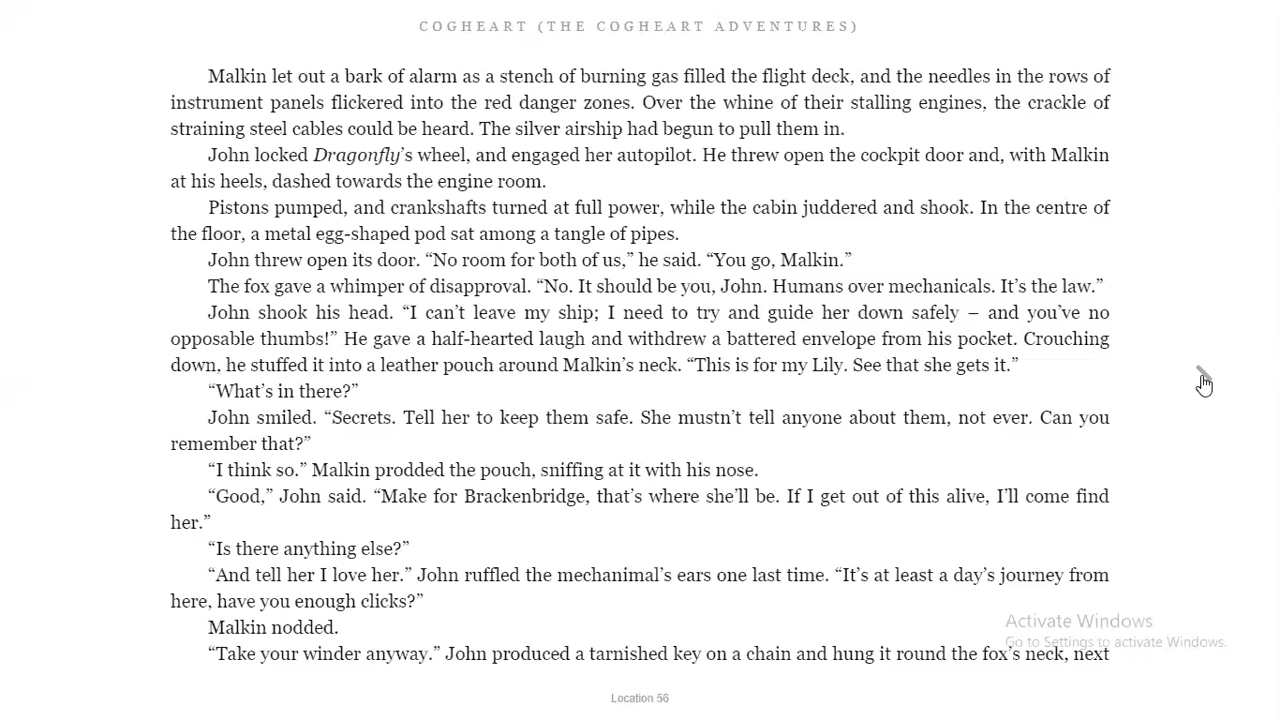 COGHEART (THE COGHEART ADVENTURES)
Malkin let out a bark of alarm as a stench of burning gas filled the flight deck, and the needles in the rows of
instrument panels flickered into the red danger zones. Over the whine of their stalling engines, the crackle of
straining steel cables could be heard. The silver airship had begun to pull them in.
John locked Dragonfly’s wheel, and engaged her autopilot. He threw open the cockpit door and, with Malkin
at his heels, dashed towards the engine room.
Pistons pumped, and crankshafts turned at full power, while the cabin juddered and shook. In the centre of
the floor, a metal egg-shaped pod sat among a tangle of pipes.
John threw open its door. “No room for both of us,” he said. “You go, Malkin.”
The fox gave a whimper of disapproval. “No. It should be you, John. Humans over mechanicals. It’s the law.”
John shook his head. “I can’t leave my ship; I need to try and guide her down safely – and you’ve no
opposable thumbs!” He gave a half-hearted laugh and withdrew a battered envelope from his pocket. Crouching
down, he stuffed it into a leather pouch around Malkin’s neck. “This is for my Lily. See that she gets it.”
“What’s in there?”
John smiled. “Secrets. Tell her to keep them safe. She mustn’t tell anyone about them, not ever. Can you
remember that?”
“I think so.” Malkin prodded the pouch, sniffing at it with his nose.
“Good,” John said. “Make for Brackenbridge, that’s where she’ll be. If I get out of this alive, I’ll come find
her.”
“Is there anything else?”
“And tell her I love her.” John ruffled the mechanimal’s ears one last time. “It’s at least a day’s journey from
here, have you enough clicks?”
Malkin nodded.
“Take your winder anyway.” John produced a tarnished key on a chain and hung it round the fox’s neck, next
Activate Windows
Go to Settings to activate Windows.
Location 56